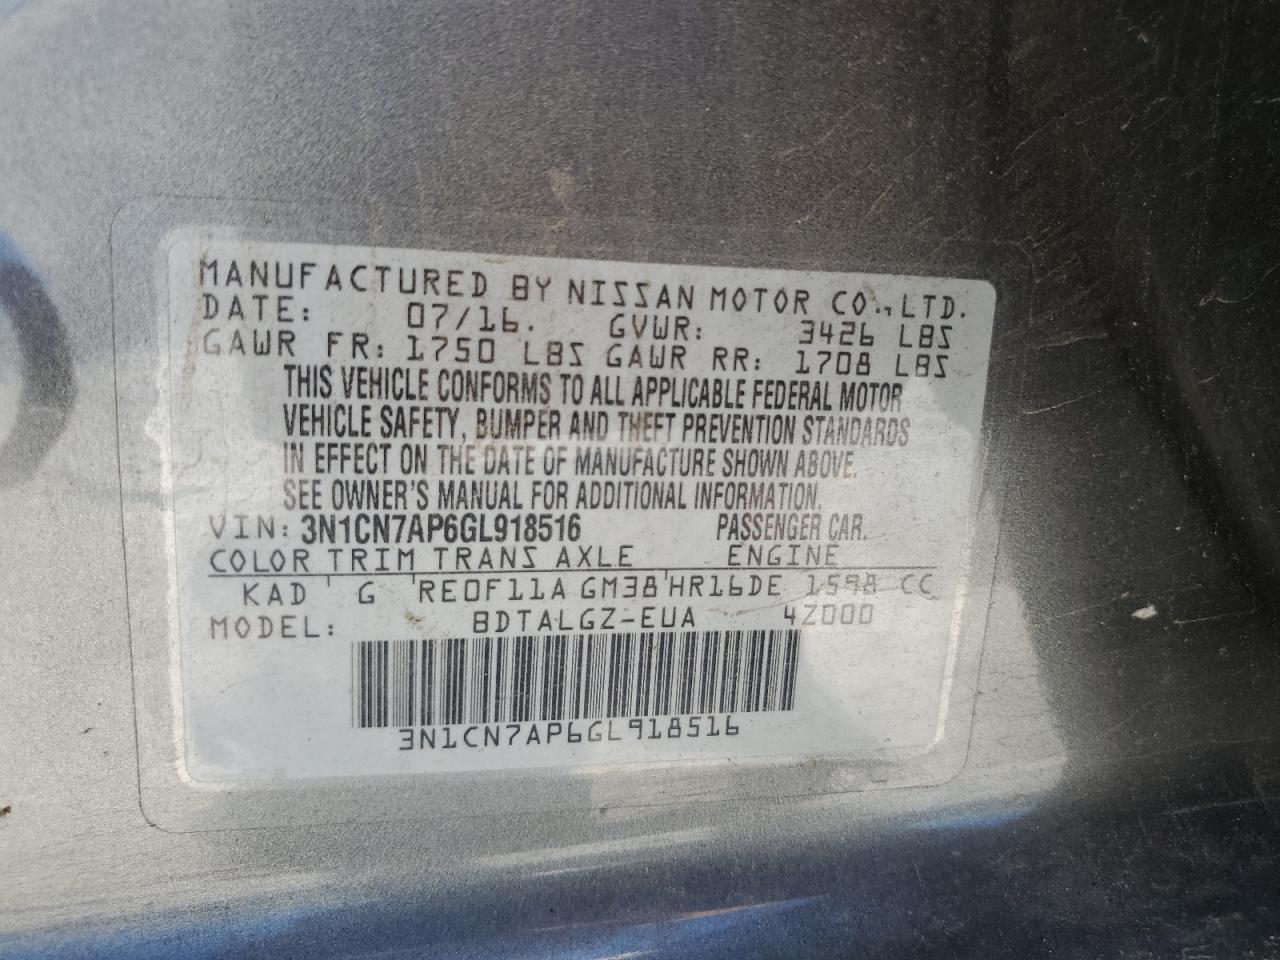 MANUFACTURED BY NISSAN MOTOR CO., LTD.
DATE: 07/16. GVWR: 3426 LBS
GAWR FR: 1750 LBS GAWR RR: 1708 LBS
THIS VEHICLE CONFORMS TO ALL APPLICABLE FEDERAL MOTOR
VEHICLE SAFETY, BUMPER AND THEFT PREVENTION STANDARDS
IN EFFECT ON THE DATE OF MANUFACTURE SHOWN ABOVE.
SEE OWNER'S MANUAL FOR ADDITIONAL INFORMATION.
VIN: 3N1CN7AP6GL918516 PASSENGER CAR.
COLOR TRIM TRANS AXLE ENGINE
KAD G RE0F11A GM38 HR16DE 1598 CC
MODEL: BDTALGZ-EUA 4Z000
3N1CN7AP6GL918516